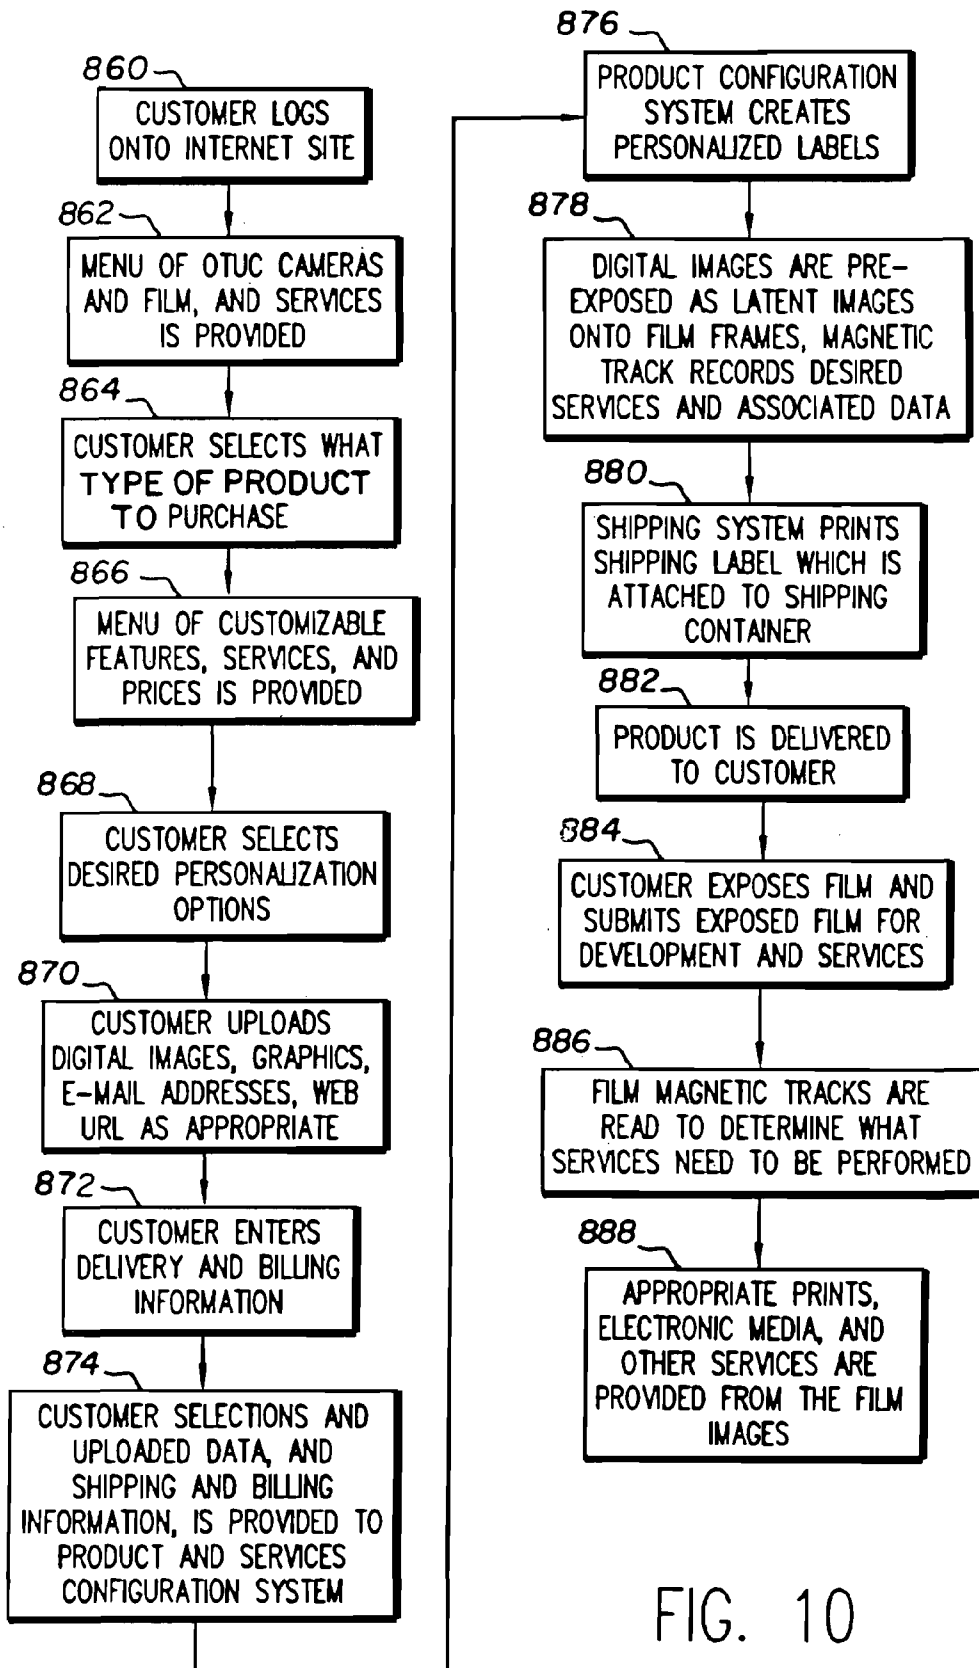 860
CUSTOMER LOGS
ONTO INTERNET SITE
862
MENU OF OTUC CAMERAS
AND FILM, AND SERVICES
IS PROVIDED
864
CUSTOMER SELECTS WHAT
TYPE OF PRODUCT
TO PURCHASE
866
MENU OF CUSTOMIZABLE
FEATURES, SERVICES, AND
PRICES IS PROVIDED
868
CUSTOMER SELECTS
DESIRED PERSONALIZATION
OPTIONS
870
CUSTOMER UPLOADS
DIGITAL IMAGES, GRAPHICS,
E-MAIL ADDRESSES, WEB
URL AS APPROPRIATE
872
CUSTOMER ENTERS
DELIVERY AND BILLING
INFORMATION
874
CUSTOMER SELECTIONS AND
UPLOADED DATA, AND
SHIPPING AND BILLING
INFORMATION, IS PROVIDED TO
PRODUCT AND SERVICES
CONFIGURATION SYSTEM
876
PRODUCT CONFIGURATION
SYSTEM CREATES
PERSONALIZED LABELS
878
DIGITAL IMAGES ARE PRE-
EXPOSED AS LATENT IMAGES
ONTO FILM FRAMES, MAGNETIC
TRACK RECORDS DESIRED
SERVICES AND ASSOCIATED DATA
880
SHIPPING SYSTEM PRINTS
SHIPPING LABEL WHICH IS
ATTACHED TO SHIPPING
CONTAINER
882
PRODUCT IS DELIVERED
TO CUSTOMER
884
CUSTOMER EXPOSES FILM AND
SUBMITS EXPOSED FILM FOR
DEVELOPMENT AND SERVICES
886
FILM MAGNETIC TRACKS ARE
READ TO DETERMINE WHAT
SERVICES NEED TO BE PERFORMED
888
APPROPRIATE PRINTS,
ELECTRONIC MEDIA, AND
OTHER SERVICES ARE
PROVIDED FROM THE FILM
IMAGES
FIG. 10